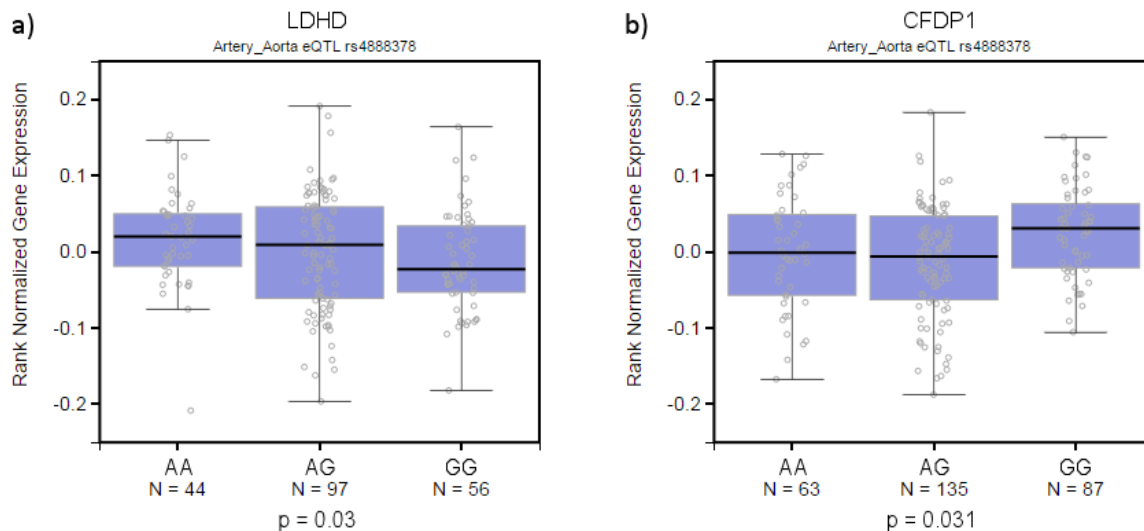 a)
LDHD
Artery_Aorta eQTL rs4888378
Rank Normalized Gene Expression
0.2
0.1
0.0
-0.1
-0.2
AA AG GG
N = 44 N = 97 N = 56
p = 0.03
b)
CFDP1
Artery_Aorta eQTL rs4888378
Rank Normalized Gene Expression
0.2
0.1
0.0
-0.1
-0.2
AA AG GG
N = 63 N = 135 N = 87
p = 0.031